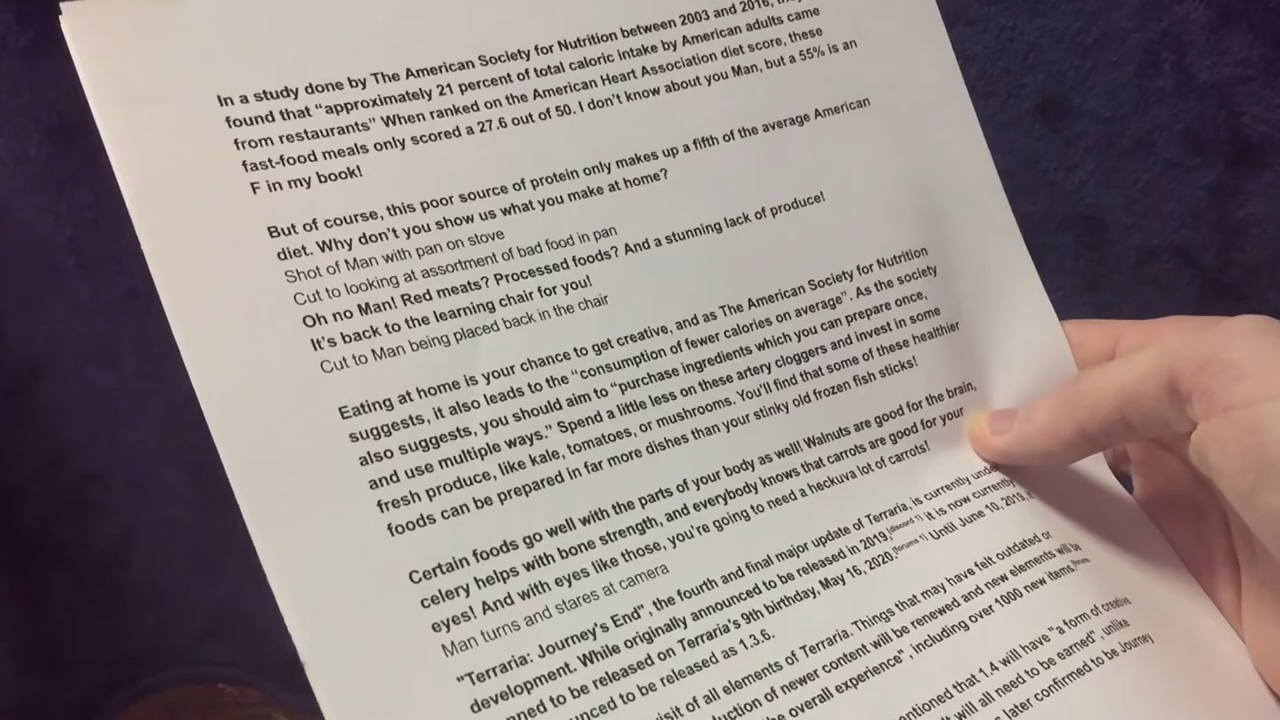 In a study done by The American Society for Nutrition between 2003 and 2016, they
found that “approximately 21 percent of total caloric intake by American adults came
from restaurants” When ranked on the American Heart Association diet score, these
fast-food meals only scored a 27.6 out of 50. I don’t know about you Man, but a 55% is an
F in my book!
But of course, this poor source of protein only makes up a fifth of the average American
diet. Why don’t you show us what you make at home?
Shot of Man with pan on stove
Cut to looking at assortment of bad food in pan
Oh no Man! Red meats? Processed foods? And a stunning lack of produce!
It’s back to the learning chair for you!
Cut to Man being placed back in the chair
Eating at home is your chance to get creative, and as The American Society for Nutrition
suggests, it also leads to the “consumption of fewer calories on average”. As the society
also suggests, you should aim to “purchase ingredients which you can prepare once,
and use multiple ways.” Spend a little less on these artery cloggers and invest in some
fresh produce, like kale, tomatoes, or mushrooms. You’ll find that some of these healthier
foods can be prepared in far more dishes than your stinky old frozen fish sticks!
Certain foods go well with the parts of your body as well! Walnuts are good for the brain,
celery helps with bone strength, and everybody knows that carrots are good for your
eyes! And with eyes like those, you’re going to need a heckuva lot of carrots!
Man turns and stares at camera
"Terraria: Journey's End", the fourth and final major update of Terraria, is currently
development. While originally announced to be released in 2019,[discord 1] it is now currently
to be released on Terraria's 9th birthday, May 16, 2020.[forums 1] Until June 10, 2019,
to be released as 1.3.6.
of all elements of Terraria. Things that may have felt outdated or
of newer content will be renewed and new elements will be
overall experience", including over 1000 new items.[forums
that 1.4 will have "a form of creative
will all need to be earned", unlike
later confirmed to be Journey